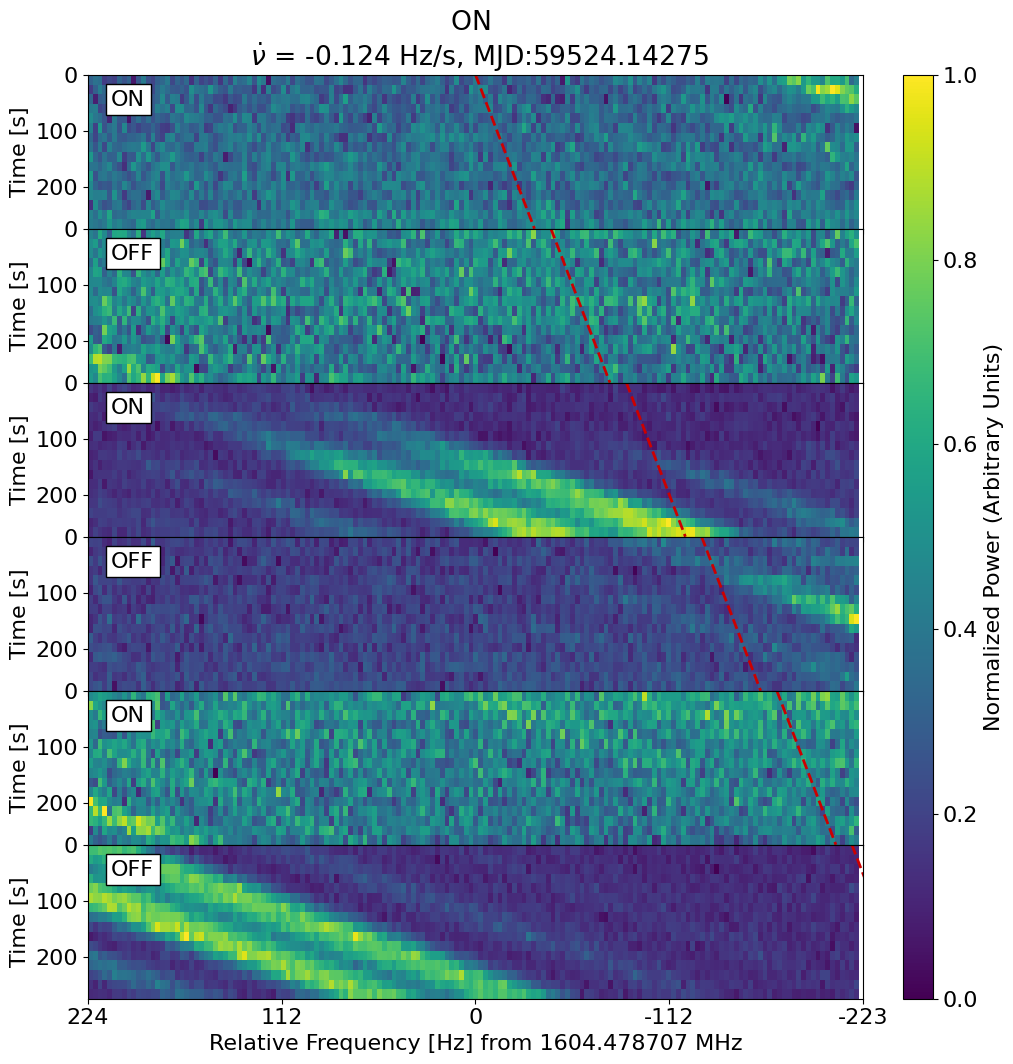 ON
ν̇ = -0.124 Hz/s, MJD:59524.14275
0
100
200
Time [s]
ON
0
100
200
Time [s]
OFF
0
100
200
Time [s]
ON
0
100
200
Time [s]
OFF
0
100
200
Time [s]
ON
0
100
200
Time [s]
OFF
224
112
0
-112
-223
Relative Frequency [Hz] from 1604.478707 MHz
1.0
0.8
0.6
0.4
0.2
0.0
Normalized Power (Arbitrary Units)